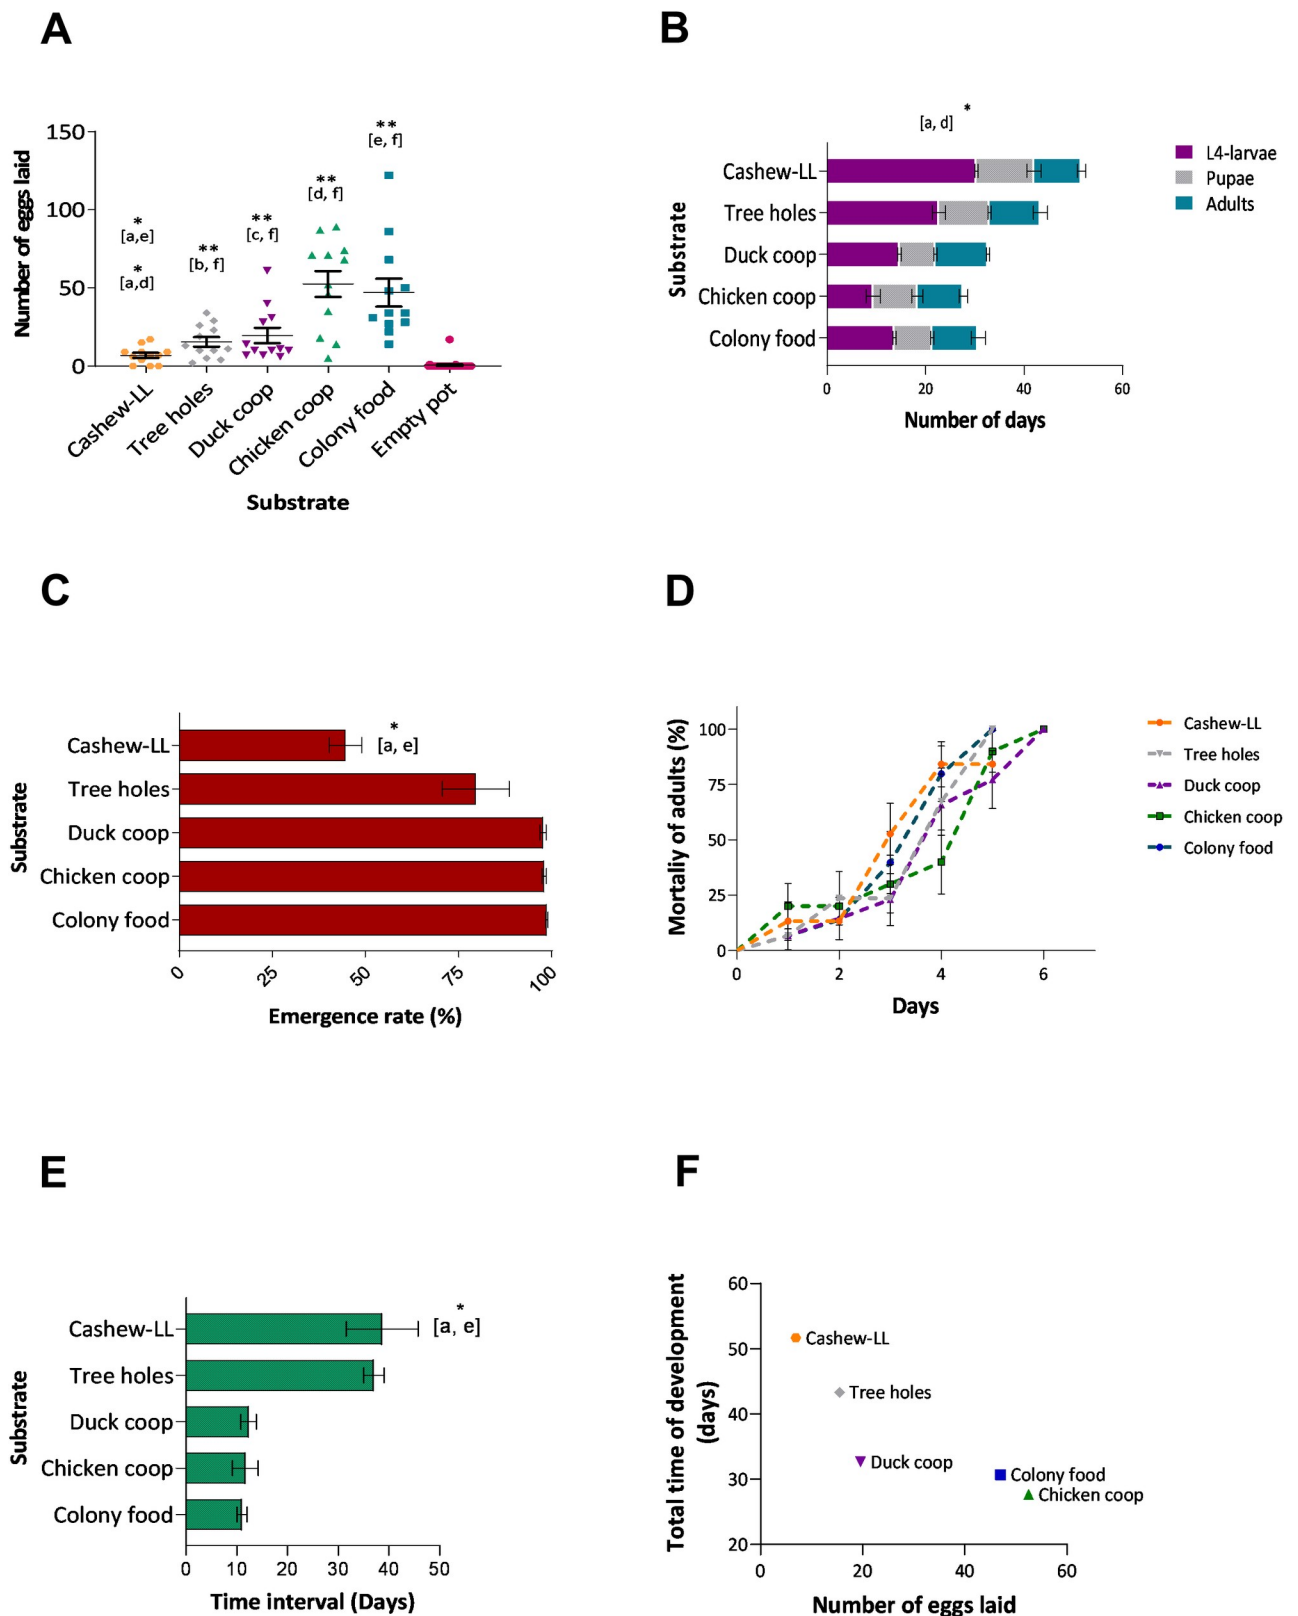 A
150
100
50
0
Number of eggs laid
*
[a,e]
*
[a,d]
**
[b, f]
**
[c, f]
**
[d, f]
**
[e, f]
Cashew-LL
Tree holes
Duck coop
Chicken coop
Colony food
Empty pot
Substrate
B
*
[a, d]
Substrate
Cashew-LL
Tree holes
Duck coop
Chicken coop
Colony food
0 20 40 60
Number of days
L4-larvae
Pupae
Adults
C
Substrate
Cashew-LL
Tree holes
Duck coop
Chicken coop
Colony food
*
[a, e]
0 25 50 75 100
Emergence rate (%)
D
Mortaliy of adults (%)
100
75
50
25
0
0 2 4 6
Days
Cashew-LL
Tree holes
Duck coop
Chicken coop
Colony food
E
Substrate
Cashew-LL
Tree holes
Duck coop
Chicken coop
Colony food
*
[a, e]
0 10 20 30 40 50
Time interval (Days)
F
Total time of development
(days)
60
50
40
30
20
Cashew-LL
Tree holes
Duck coop
Colony food
Chicken coop
0 20 40 60
Number of eggs laid